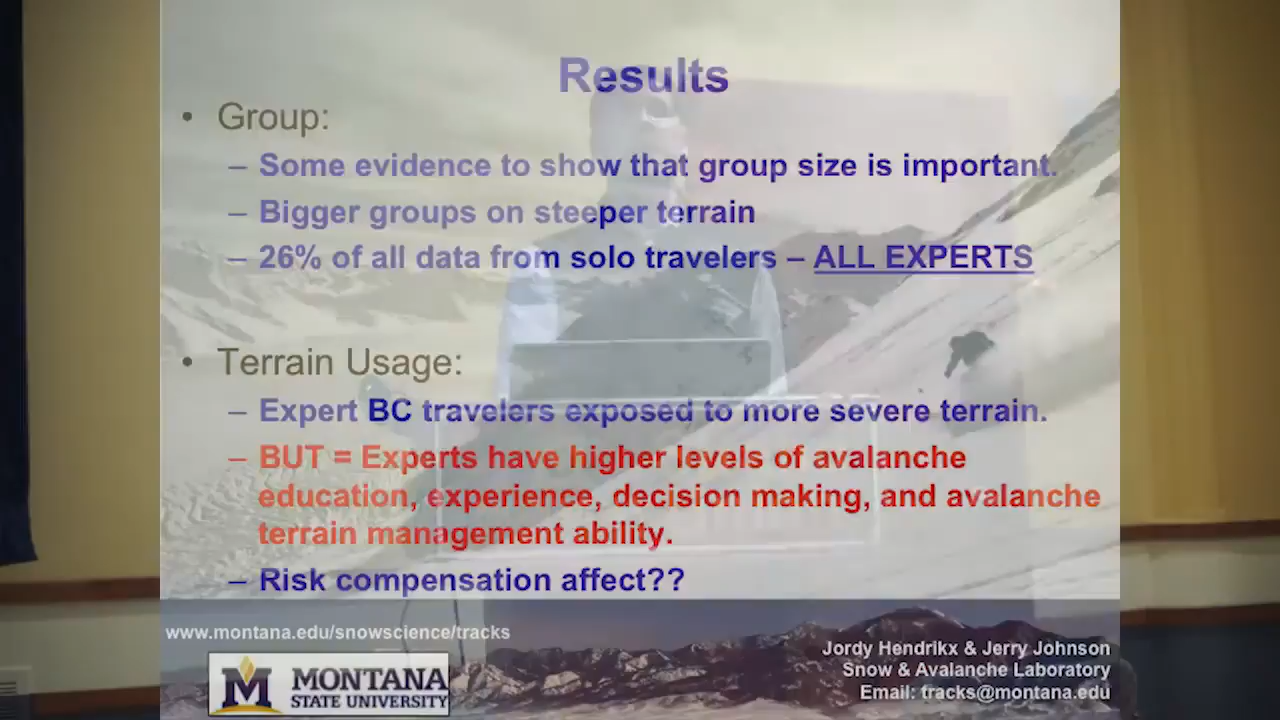 Results
• Group:
– Some evidence to show that group size is important.
– Bigger groups on steeper terrain
– 26% of all data from solo travelers – ALL EXPERTS
• Terrain Usage:
– Expert BC travelers exposed to more severe terrain.
– BUT = Experts have higher levels of avalanche
education, experience, decision making, and avalanche
terrain management ability.
– Risk compensation affect??
www.montana.edu/snowscience/tracks
M MONTANA
STATE UNIVERSITY
Jordy Hendrikx & Jerry Johnson
Snow & Avalanche Laboratory
Email: tracks@montana.edu